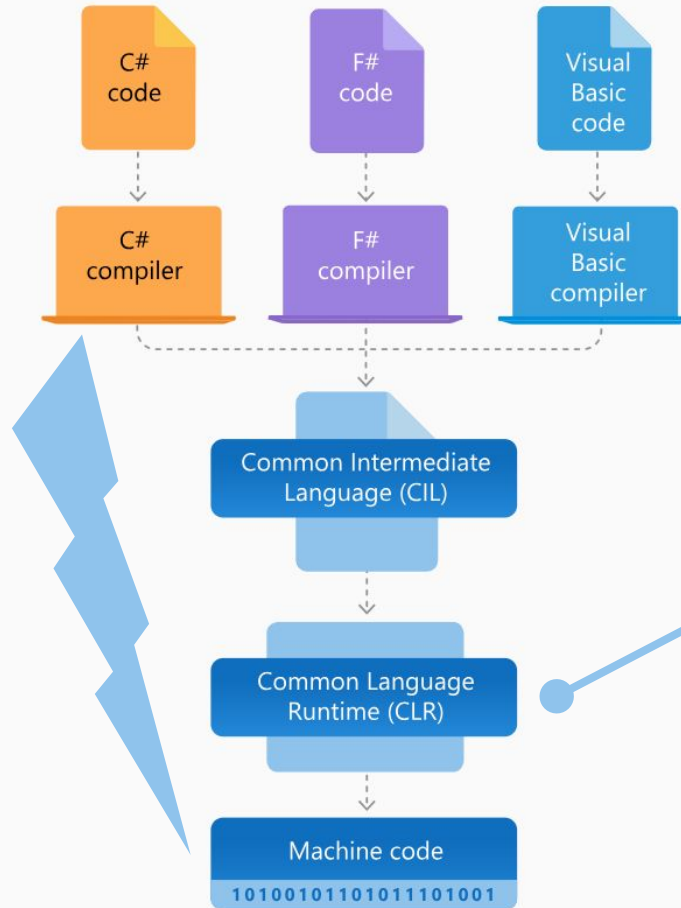 C#
code
F#
code
Visual
Basic
code
C#
compiler
F#
compiler
Visual
Basic
compiler
Common Intermediate
Language (CIL)
Common Language
Runtime (CLR)
Machine code
101001011010111101001